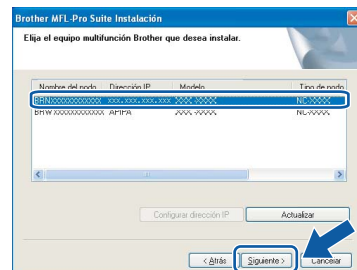 Brother MFL-Pro Suite Instalación
Elija el equipo multifunción Brother que desea instalar.
Nombre del nodo Dirección IP Modelo Tipo de nodo
BRNXXXXXXXXXXXX XXX.XXX.XXX.XXX XXX-XXXX NC-XXXX
BRWXXXXXXXXXXXX APIPA XXX-XXXX NC-XXXX
Configurar dirección IP Actualizar
< Atrás Siguiente > Cancelar